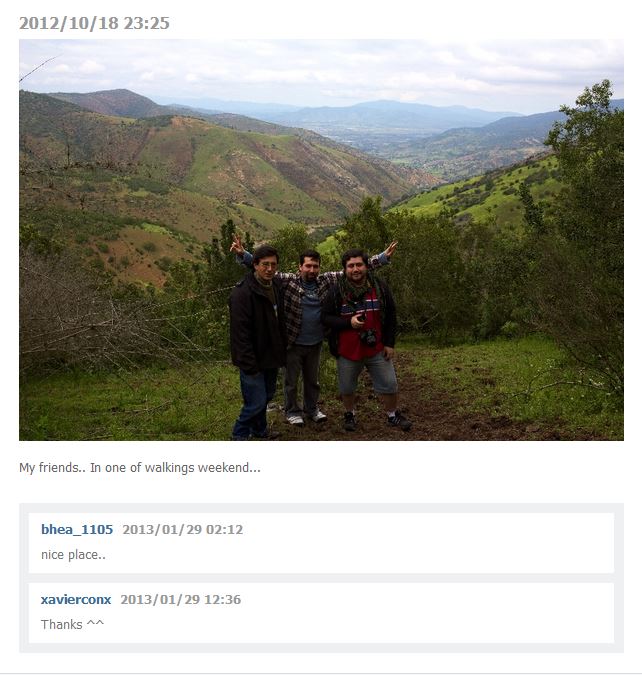 2012/10/18 23:25
My friends.. In one of walkings weekend...
bhea_1105 2013/01/29 02:12
nice place..
xavierconx 2013/01/29 12:36
Thanks ^^